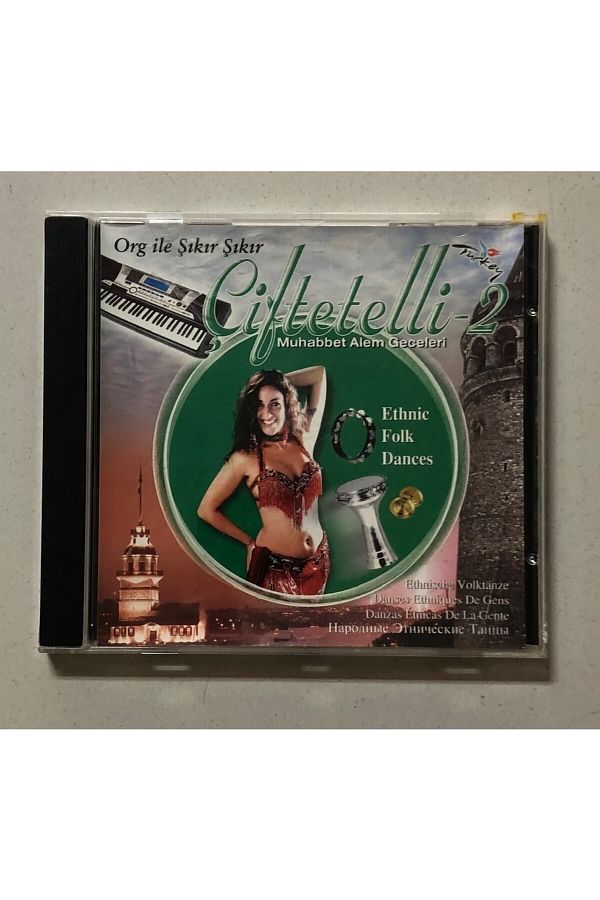 Org ile Şıkır Şıkır
Turkey
Çiftetelli-2
Muhabbet Alem Geceleri
Ethnic
Folk
Dances
Ethnische Volktänze
Danses Ethniques De Gens
Danzas Étnicas De La Gente
Народные Этнические Танцы